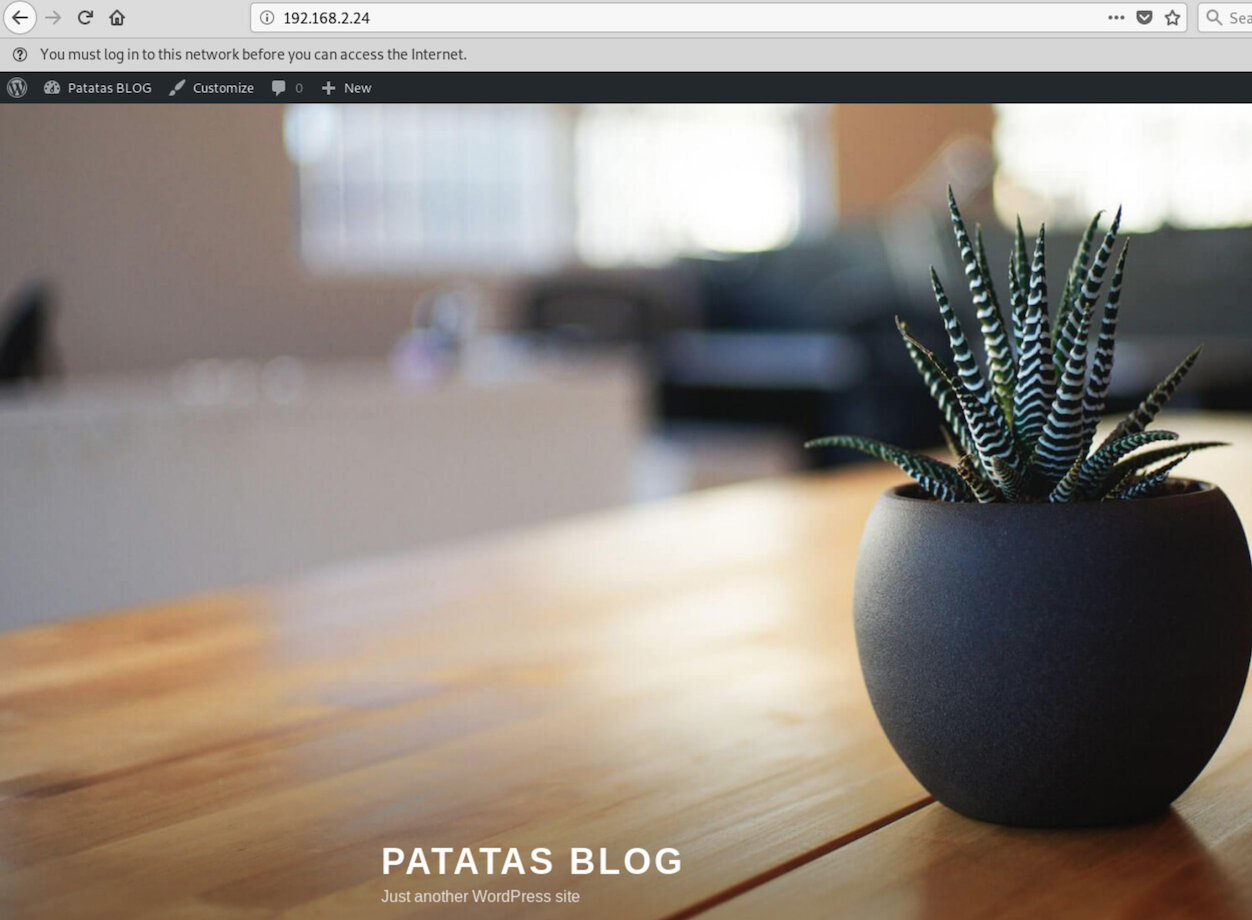 192.168.2.24
Sea
You must log in to this network before you can access the Internet.
Patatas BLOG Customize 0 New
PATATAS BLOG
Just another WordPress site